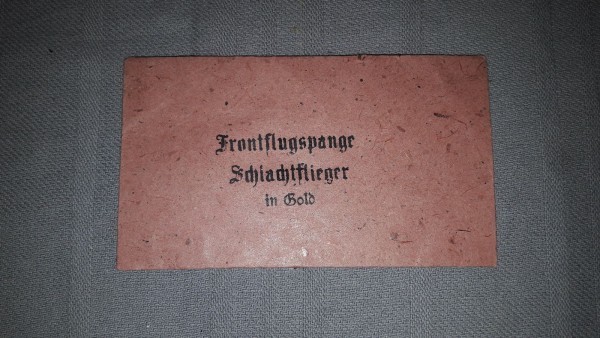 Frontflugspange
Schlachtflieger
in Gold